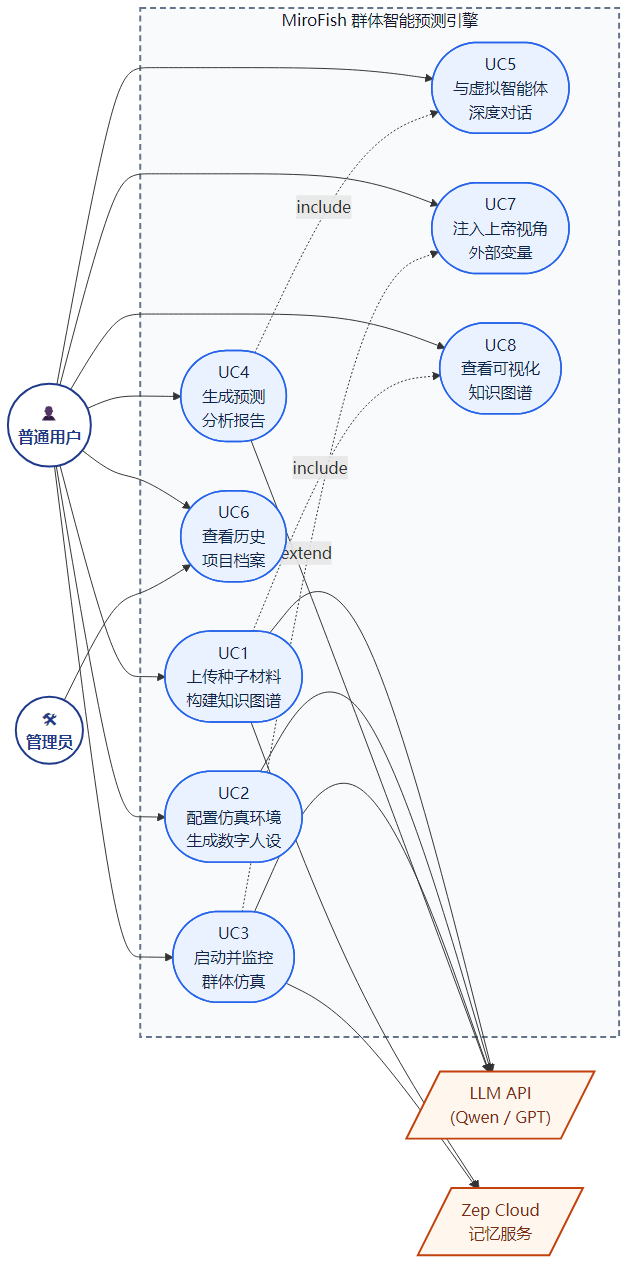 MiroFish 群体智能预测引擎
UC5
与虚拟智能体
深度对话
include
UC7
注入上帝视角
外部变量
UC8
查看可视化
知识图谱
UC4
生成预测
分析报告
普通用户
include
UC6
查看历史
项目档案
extend
UC1
上传种子材料
构建知识图谱
管理员
UC2
配置仿真环境
生成数字人设
UC3
启动并监控
群体仿真
LLM API
(Qwen / GPT)
Zep Cloud
记忆服务